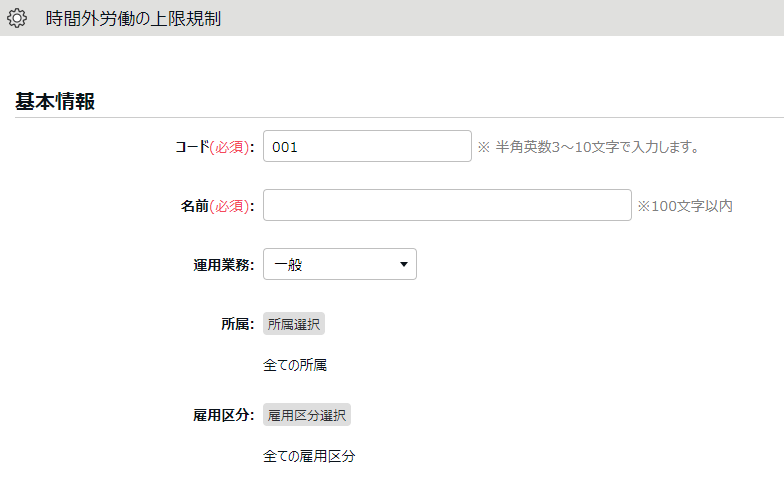 時間外労働の上限規制
基本情報
コード(必須): 001 ※ 半角英数3～10文字で入力します。
名前(必須): ※100文字以内
運用業務: 一般
所属: 所属選択
全ての所属
雇用区分: 雇用区分選択
全ての雇用区分